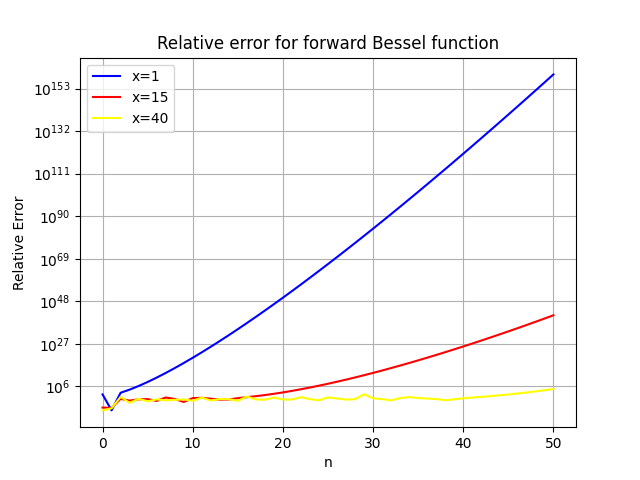 Relative error for forward Bessel function
x=1
x=15
x=40
10^153
10^132
10^111
10^90
10^69
10^48
10^27
10^6
Relative Error
0 10 20 30 40 50
n